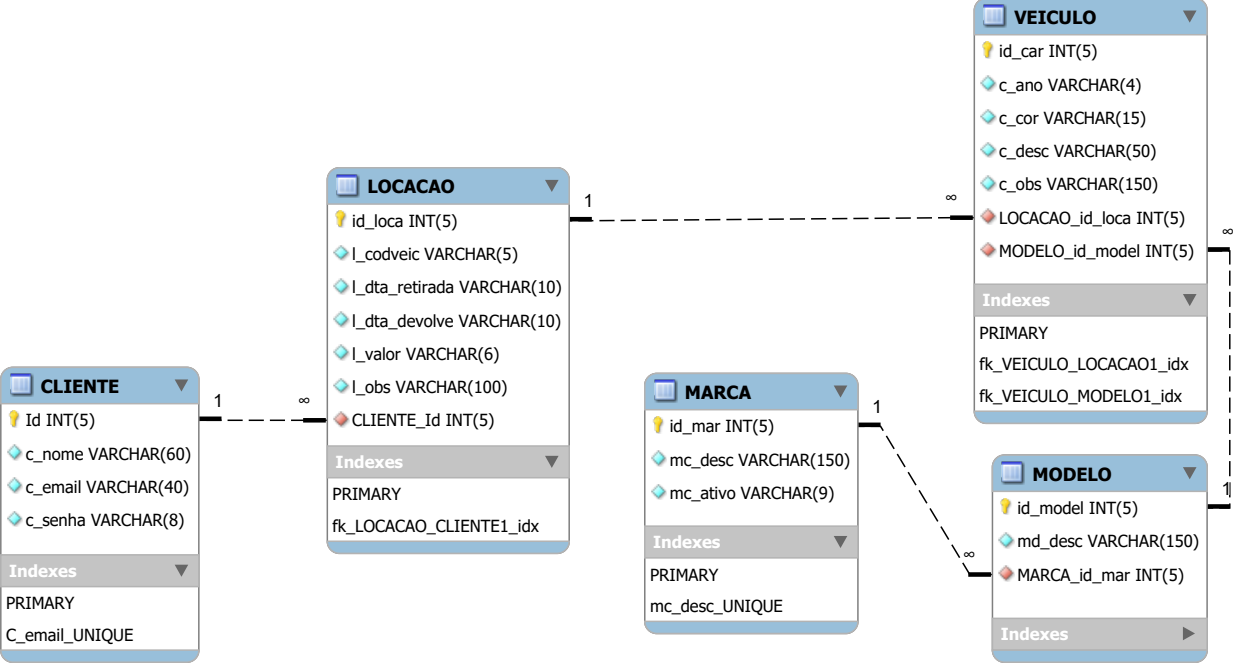 VEICULO
id_car INT(5)
c_ano VARCHAR(4)
c_cor VARCHAR(15)
c_desc VARCHAR(50)
c_obs VARCHAR(150)
LOCACAO_id_loca INT(5)
MODELO_id_model INT(5)
Indexes
PRIMARY
fk_VEICULO_LOCACAO1_idx
fk_VEICULO_MODELO1_idx
LOCACAO
id_loca INT(5)
l_codveic VARCHAR(5)
l_dta_retirada VARCHAR(10)
l_dta_devolve VARCHAR(10)
l_valor VARCHAR(6)
l_obs VARCHAR(100)
CLIENTE_Id INT(5)
Indexes
PRIMARY
fk_LOCACAO_CLIENTE1_idx
1
∞
CLIENTE
Id INT(5)
c_nome VARCHAR(60)
c_email VARCHAR(40)
c_senha VARCHAR(8)
Indexes
PRIMARY
C_email_UNIQUE
1
∞
MARCA
id_mar INT(5)
mc_desc VARCHAR(150)
mc_ativo VARCHAR(9)
Indexes
PRIMARY
mc_desc_UNIQUE
1
∞
MODELO
id_model INT(5)
md_desc VARCHAR(150)
MARCA_id_mar INT(5)
Indexes
∞
1